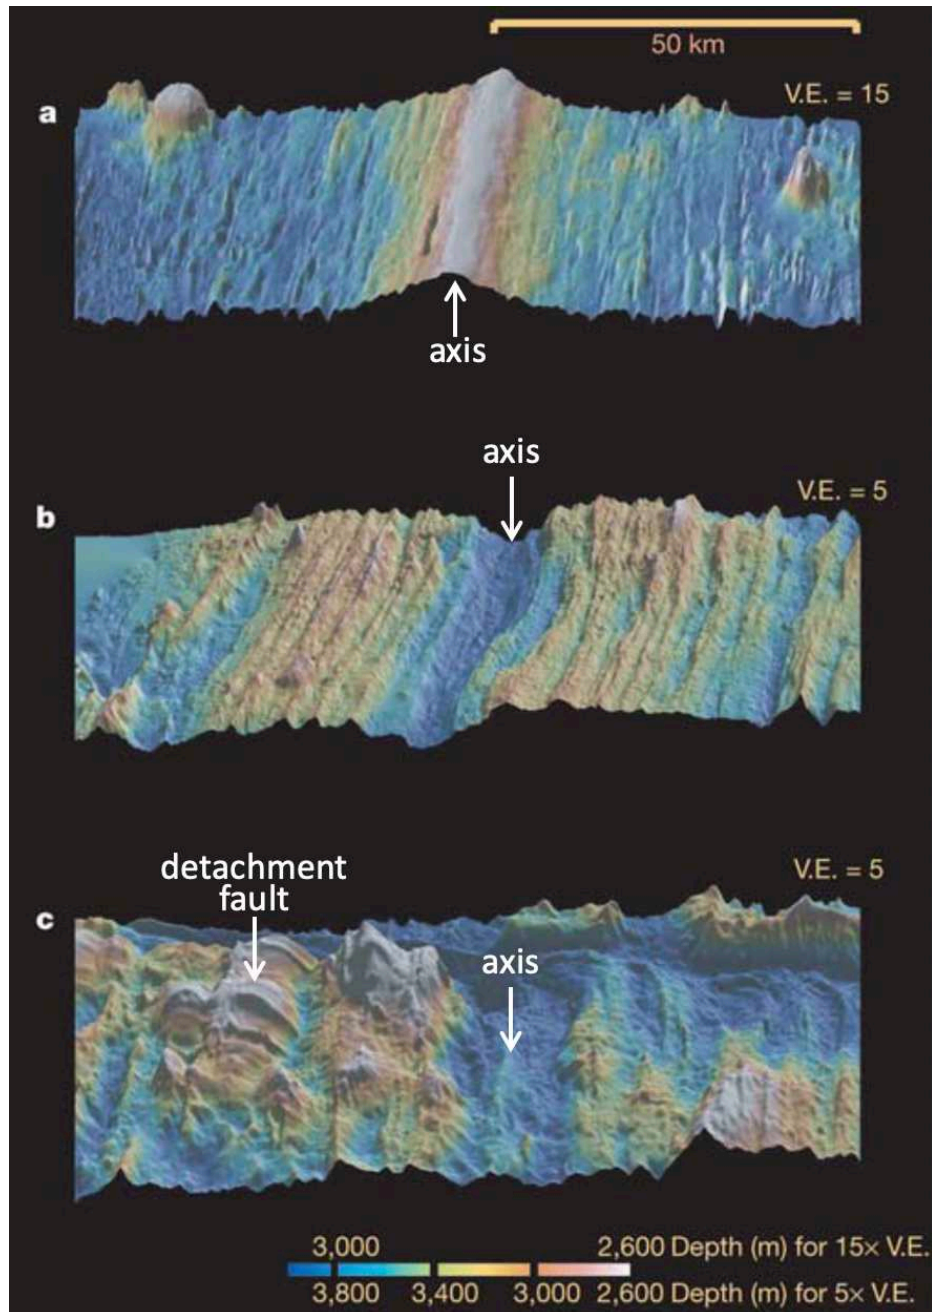 50 km
a
V.E. = 15
axis
axis
b
V.E. = 5
detachment
fault
V.E. = 5
c
axis
3,000 2,600 Depth (m) for 15× V.E.
3,800 3,400 3,000 2,600 Depth (m) for 5× V.E.